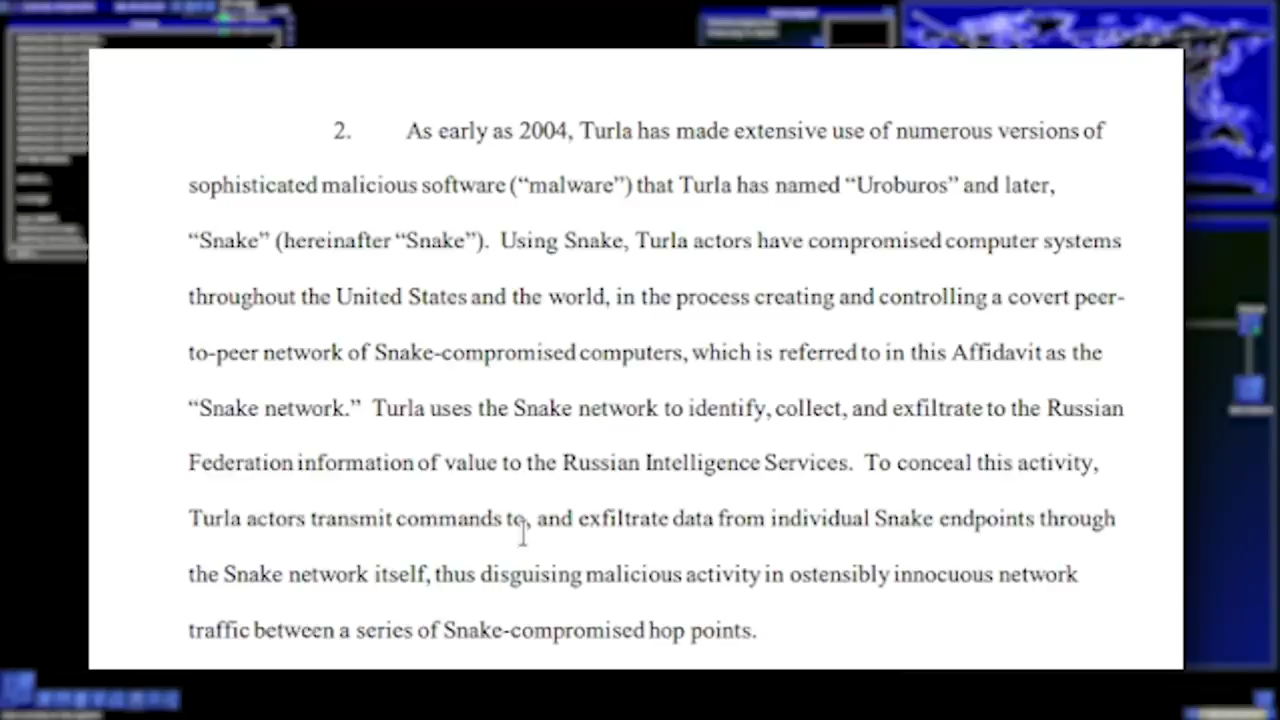 2. As early as 2004, Turla has made extensive use of numerous versions of
sophisticated malicious software (“malware”) that Turla has named “Uroburos” and later,
“Snake” (hereinafter “Snake”). Using Snake, Turla actors have compromised computer systems
throughout the United States and the world, in the process creating and controlling a covert peer-
to-peer network of Snake-compromised computers, which is referred to in this Affidavit as the
“Snake network.” Turla uses the Snake network to identify, collect, and exfiltrate to the Russian
Federation information of value to the Russian Intelligence Services. To conceal this activity,
Turla actors transmit commands to, and exfiltrate data from individual Snake endpoints through
the Snake network itself, thus disguising malicious activity in ostensibly innocuous network
traffic between a series of Snake-compromised hop points.